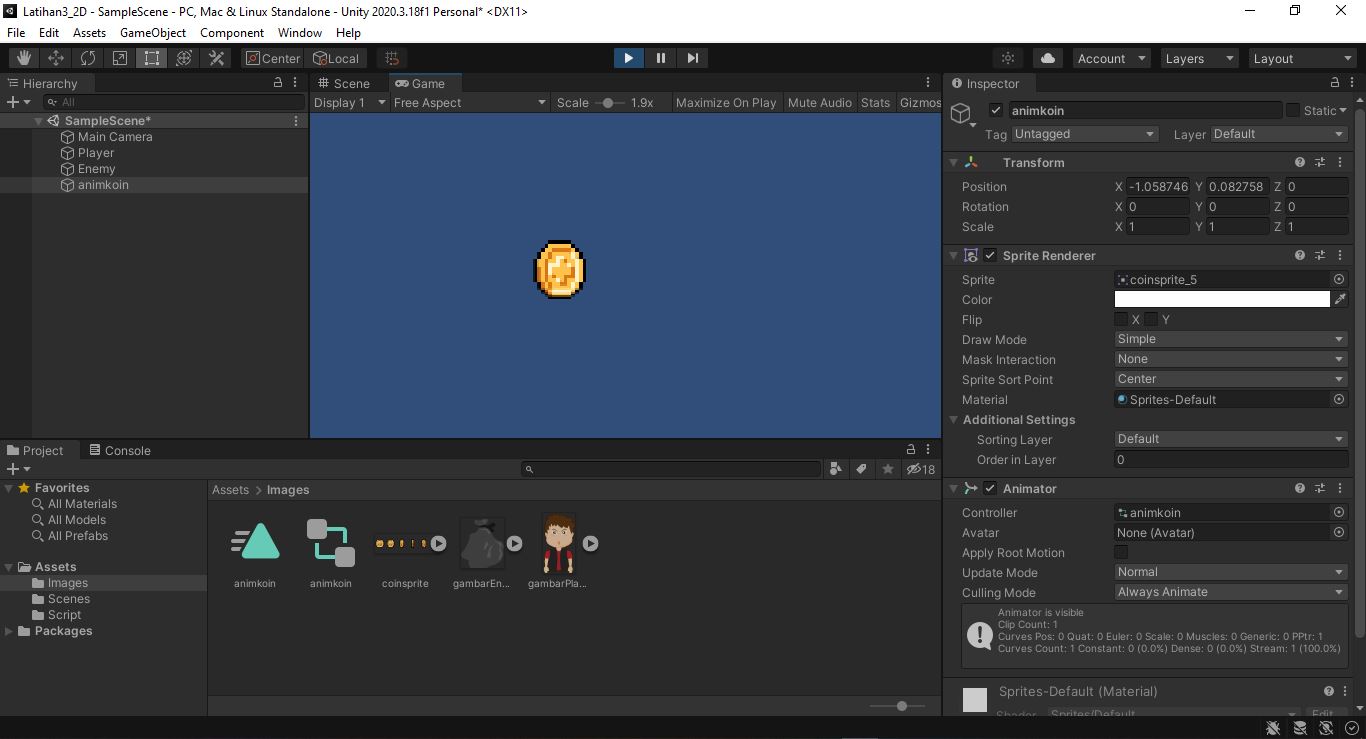 Latihan3_2D - SampleScene - PC, Mac & Linux Standalone - Unity 2020.3.18f1 Personal* <DX11>
File Edit Assets GameObject Component Window Help
Center Local Account Layers Layout
Hierarchy
All
SampleScene*
Main Camera
Player
Enemy
animkoin
Scene Game
Display 1 Free Aspect Scale 1.9x Maximize On Play Mute Audio Stats Gizmos
Inspector
animkoin Static
Tag Untagged Layer Default
Transform
Position X -1.058746 Y 0.082758 Z 0
Rotation X 0 Y 0 Z 0
Scale X 1 Y 1 Z 1
Sprite Renderer
Sprite coinsprite_5
Color
Flip X Y
Draw Mode Simple
Mask Interaction None
Sprite Sort Point Center
Material Sprites-Default
Additional Settings
Sorting Layer Default
Order in Layer 0
Animator
Controller animkoin
Avatar None (Avatar)
Apply Root Motion
Update Mode Normal
Culling Mode Always Animate
Animator is visible
Clip Count: 1
Curves Pos: 0 Quat: 0 Euler: 0 Scale: 0 Muscles: 0 Generic: 0 PPtr: 1
Curves Count: 1 Constant: 0 (0.0%) Dense: 0 (0.0%) Stream: 1 (100.0%)
Sprites-Default (Material)
Shader Sprites/Default Edit
Project Console
18
Favorites
All Materials
All Models
All Prefabs
Assets
Images
Scenes
Script
Packages
Assets > Images
animkoin animkoin coinsprite gambarEn... gambarPla...